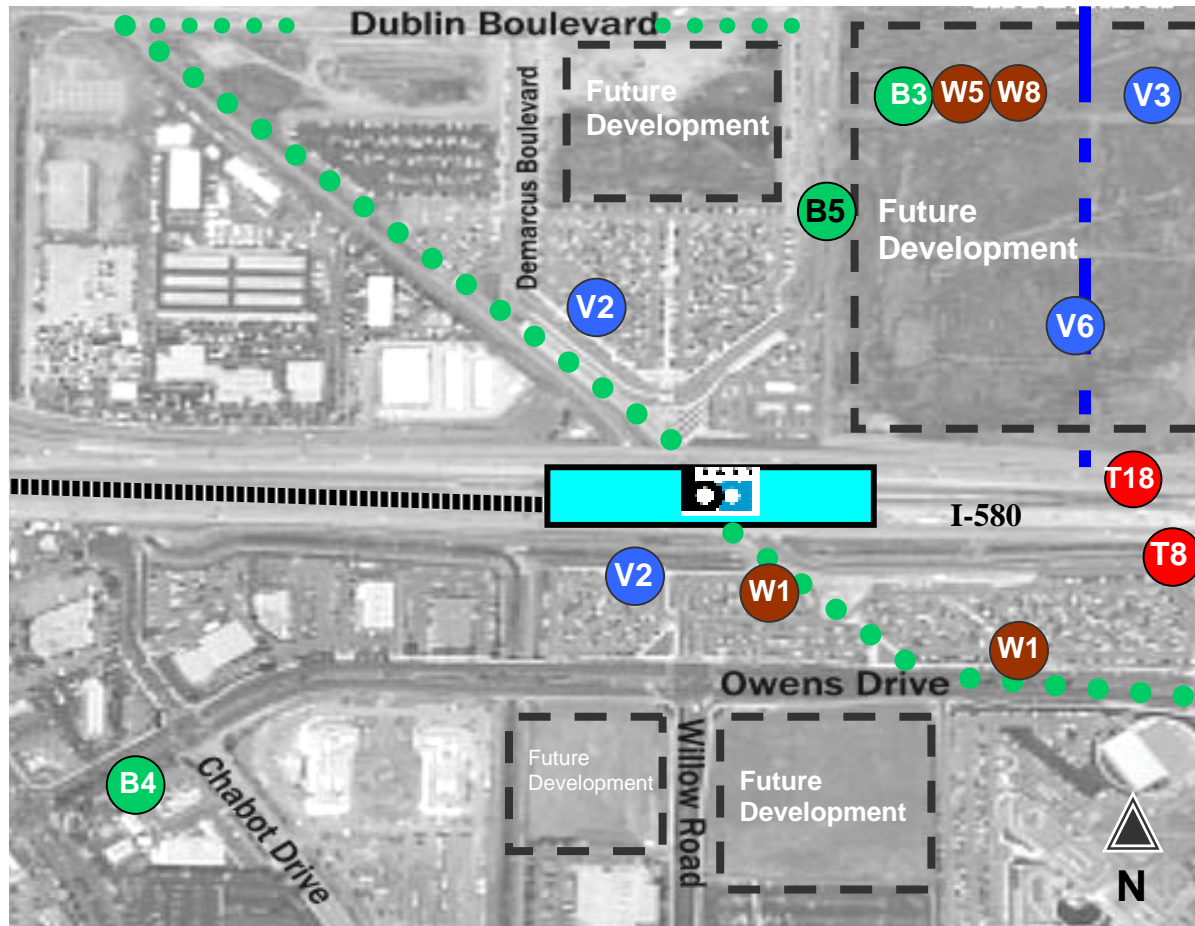 Dublin Boulevard
Demarcus Boulevard
Future
Development
B3 W5 W8 V3
B5
Future
Development
V2
V6
ba
T18
I-580
T8
V2
W1
W1
Owens Drive
B4
Chabot Drive
Future
Development
Willow Road
Future
Development
N